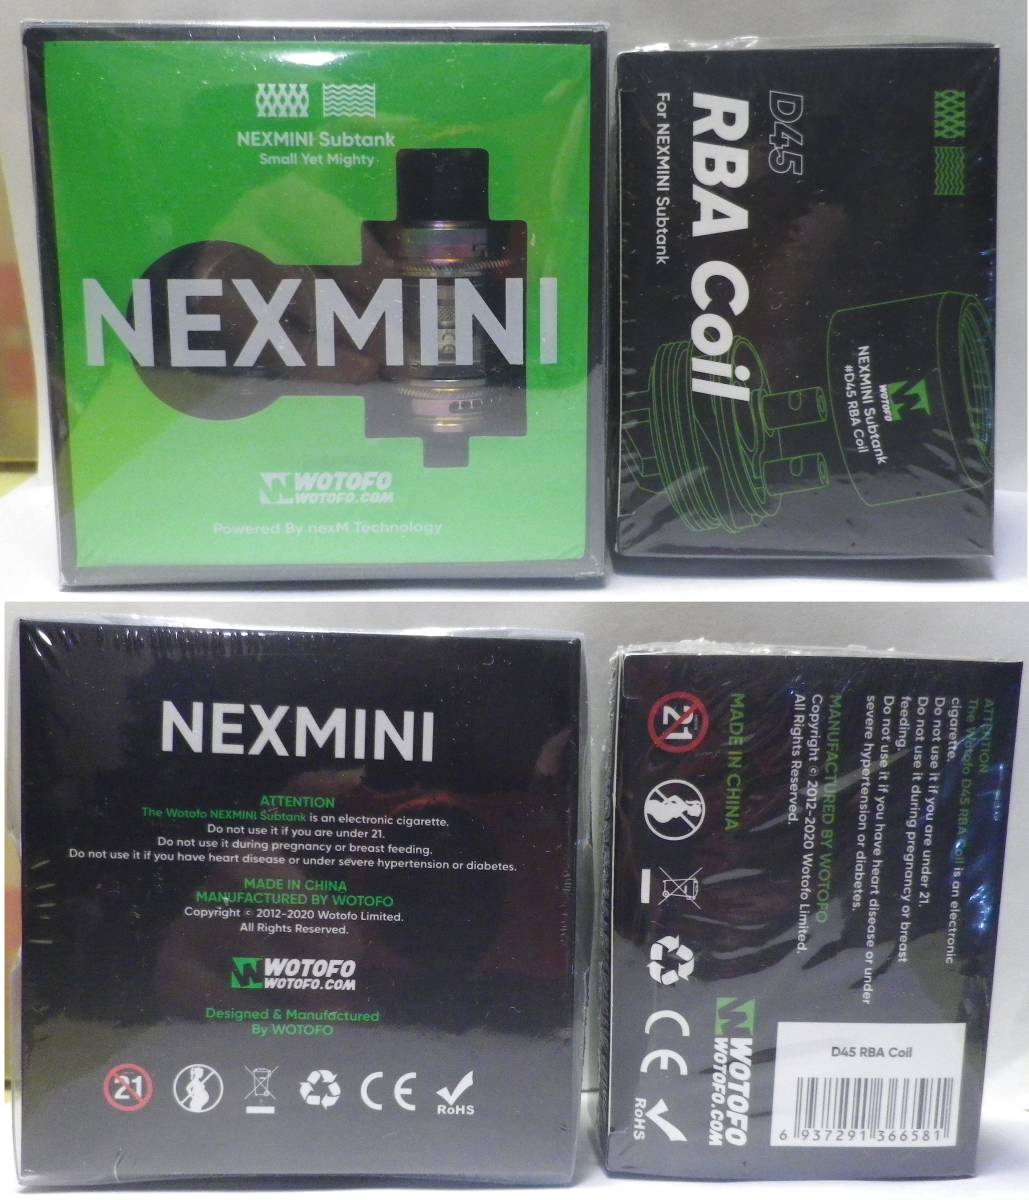 NEXMINI Subtank
Small Yet Mighty
NEXMINI
WOTOFO
WOTOFO.COM
Powered By nexM Technology
D45
RBA Coil
For NEXMINI Subtank
WOTOFO
NEXMINI Subtank
#D45 RBA Coil
NEXMINI
ATTENTION
The Wotofo NEXMINI Subtank is an electronic cigarette.
Do not use it if you are under 21.
Do not use it during pregnancy or breast feeding.
Do not use it if you have heart disease or under severe hypertension or diabetes.
MADE IN CHINA
MANUFACTURED BY WOTOFO
Copyright © 2012-2020 Wotofo Limited.
All Rights Reserved.
WOTOFO
WOTOFO.COM
Designed & Manufactured
By WOTOFO
21
CE
RoHS
ATTENTION
The Wotofo D45 RBA Coil is an electronic
cigarette.
Do not use it if you are under 21.
Do not use it during pregnancy or breast
feeding.
Do not use it if you have heart disease or under
severe hypertension or diabetes.
MANUFACTURED BY WOTOFO
Copyright © 2012-2020 Wotofo Limited.
All Rights Reserved.
MADE IN CHINA
21
CE
RoHS
WOTOFO
WOTOFO.COM
D45 RBA Coil
6 937291 366581